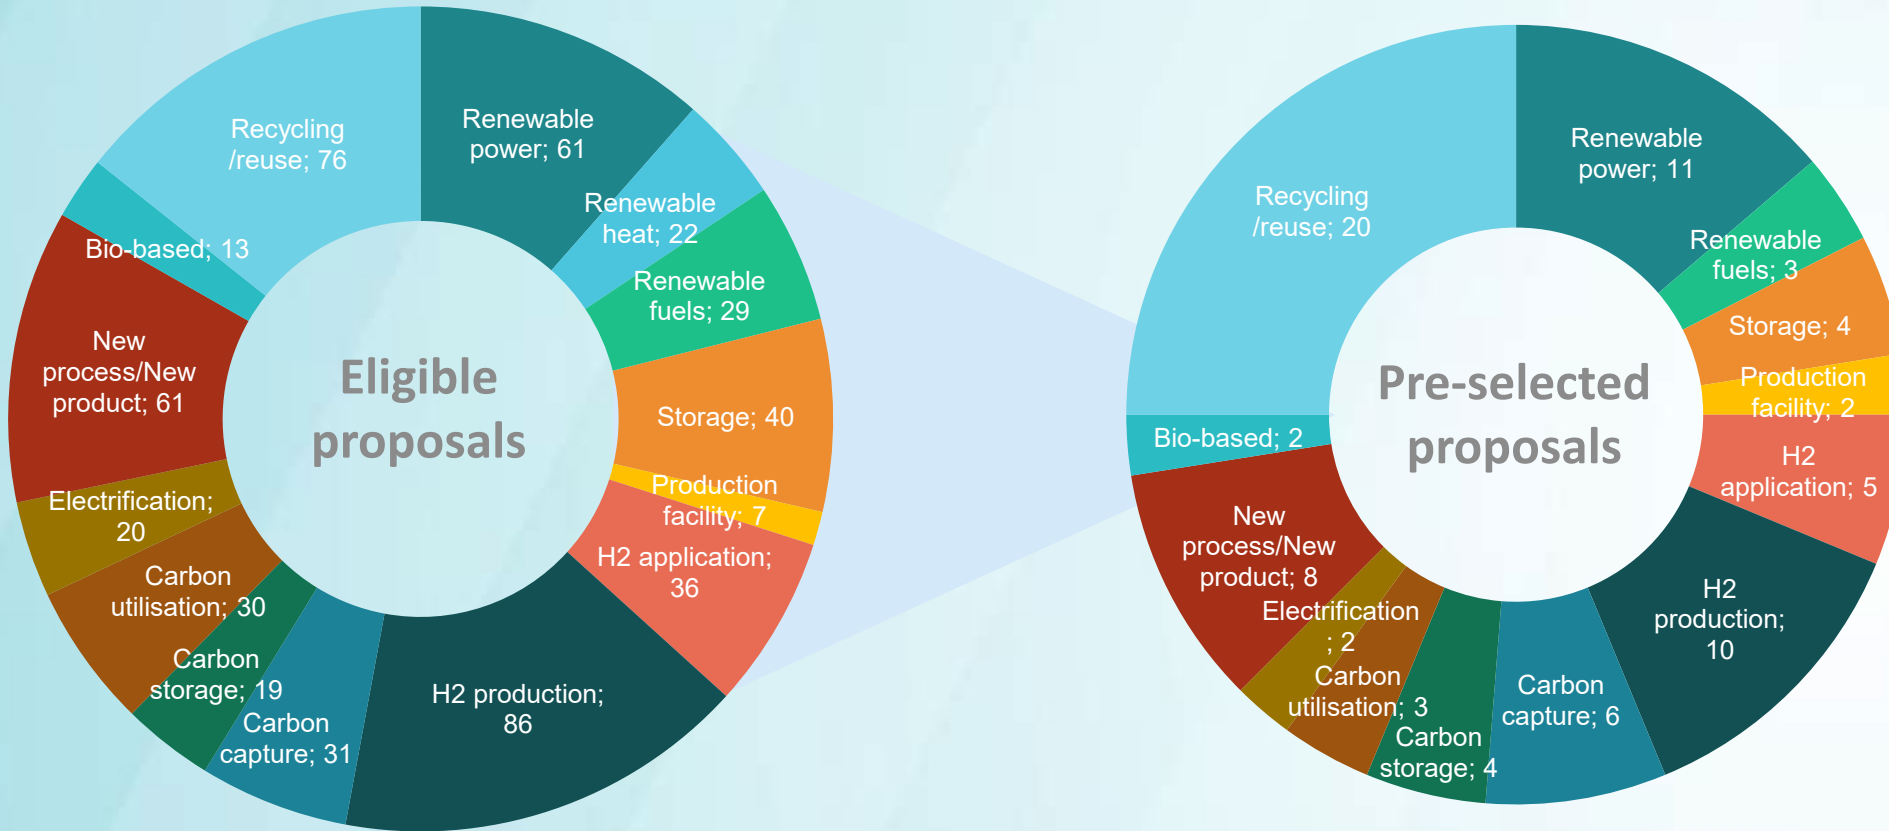 Renewable
power; 61
Renewable
heat; 22
Renewable
fuels; 29
Storage; 40
Production
facility; 7
H2 application;
36
H2 production;
86
Carbon
capture; 31
Carbon
storage; 19
Carbon
utilisation; 30
Electrification;
20
New
process/New
product; 61
Bio-based; 13
Recycling
/reuse; 76
Eligible
proposals
Renewable
power; 11
Renewable
fuels; 3
Storage; 4
Production
facility; 2
H2
application; 5
H2
production;
10
Carbon
capture; 6
Carbon
storage; 4
Carbon
utilisation; 3
Electrification
; 2
New
process/New
product; 8
Bio-based; 2
Recycling
/reuse; 20
Pre-selected
proposals